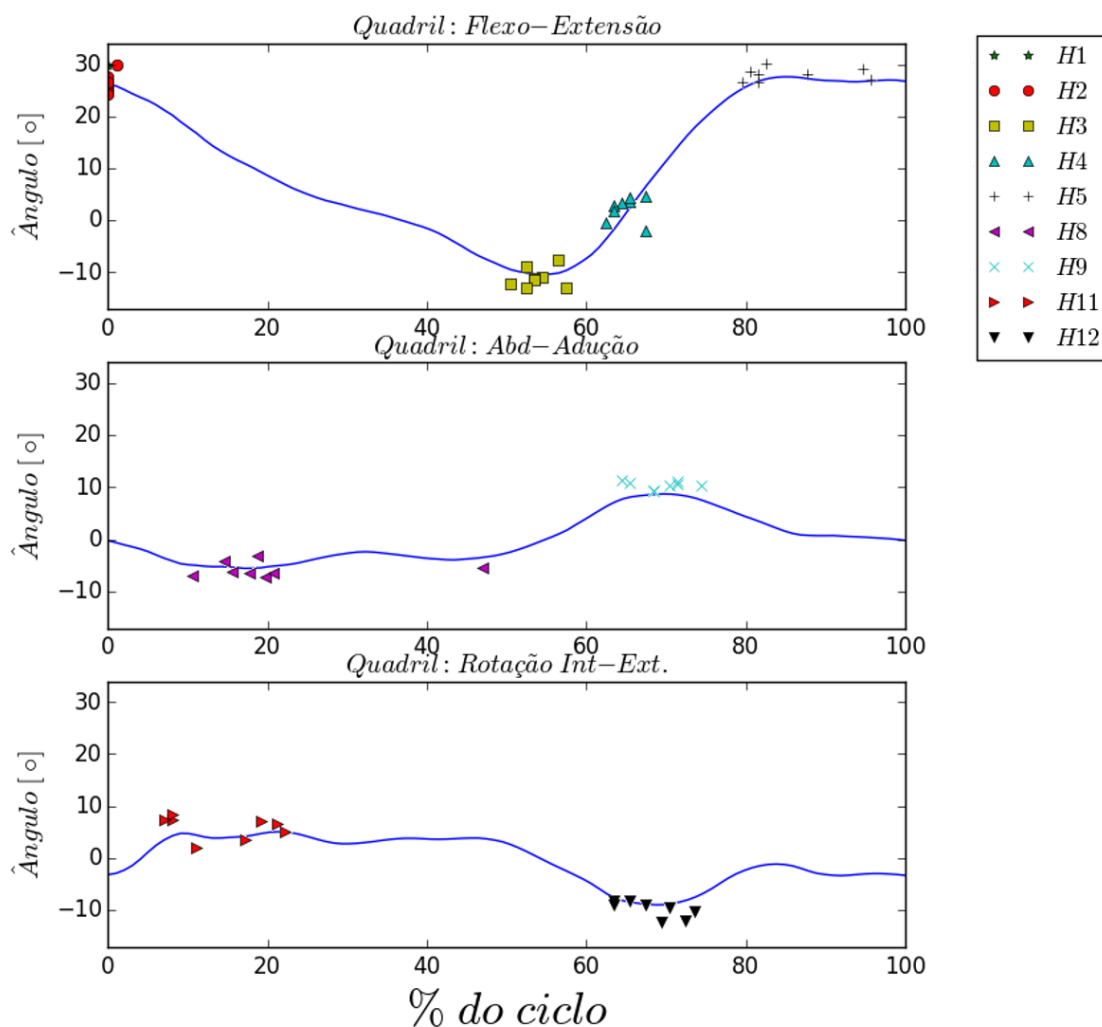 Quadril: Flexo−Extensão
30
20
10
0
−10
Ângulo [∘]
0 20 40 60 80 100
Quadril: Abd−Adução
30
20
10
0
−10
Ângulo [∘]
0 20 40 60 80 100
Quadril: Rotação Int−Ext.
30
20
10
0
−10
Ângulo [∘]
0 20 40 60 80 100
% do ciclo
H1
H2
H3
H4
H5
H8
H9
H11
H12